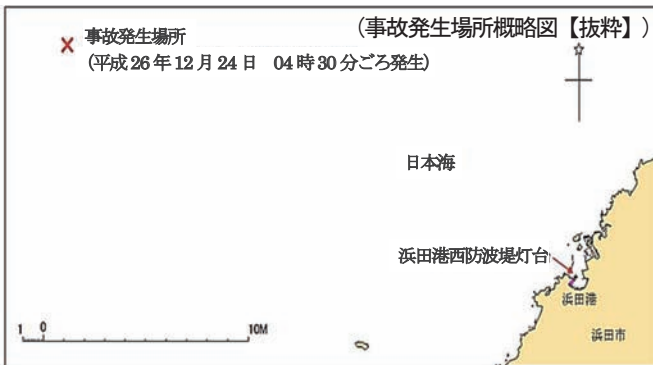 (事故発生場所概略図【抜粋】)
事故発生場所
(平成26年12月24日 04時30分ごろ発生)
日本海
浜田港西防波堤灯台
浜田港
浜田市
1 0 10M